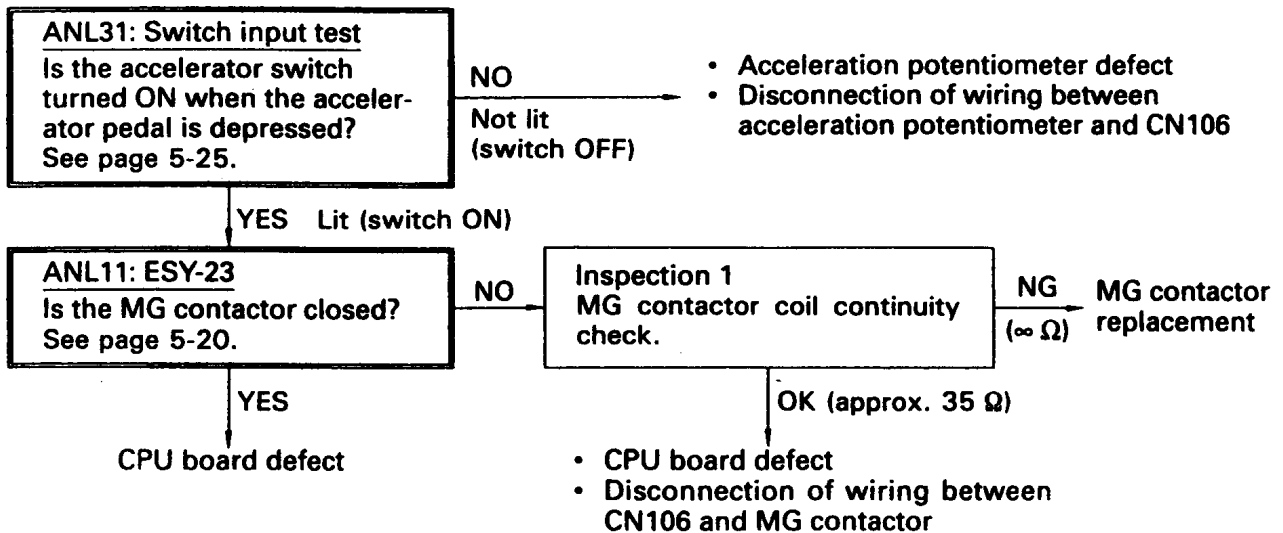 ANL31: Switch input test
Is the accelerator switch
turned ON when the acceler-
ator pedal is depressed?
See page 5-25.
NO
Not lit
(switch OFF)
• Acceleration potentiometer defect
• Disconnection of wiring between
acceleration potentiometer and CN106
YES Lit (switch ON)
ANL11: ESY-23
Is the MG contactor closed?
See page 5-20.
NO
Inspection 1
MG contactor coil continuity
check.
NG
(∞ Ω)
MG contactor
replacement
YES
OK (approx. 35 Ω)
CPU board defect
• CPU board defect
• Disconnection of wiring between
CN106 and MG contactor